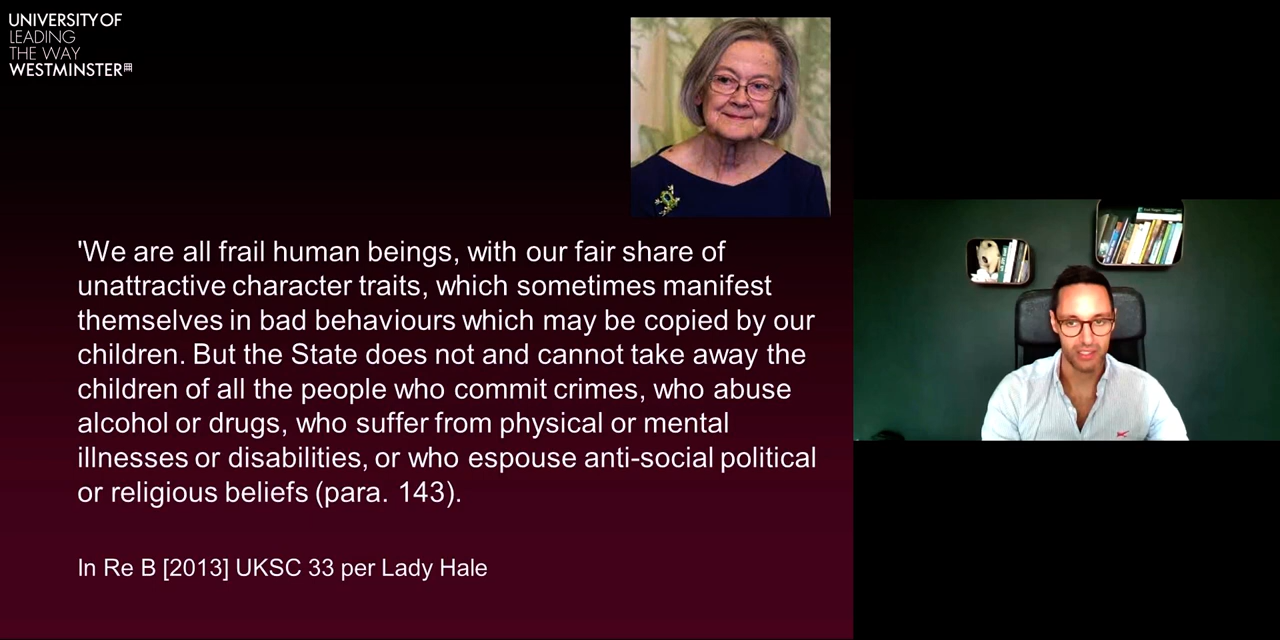 UNIVERSITY OF
LEADING
THE WAY
WESTMINSTER
'We are all frail human beings, with our fair share of
unattractive character traits, which sometimes manifest
themselves in bad behaviours which may be copied by our
children. But the State does not and cannot take away the
children of all the people who commit crimes, who abuse
alcohol or drugs, who suffer from physical or mental
illnesses or disabilities, or who espouse anti-social political
or religious beliefs (para. 143).
In Re B [2013] UKSC 33 per Lady Hale